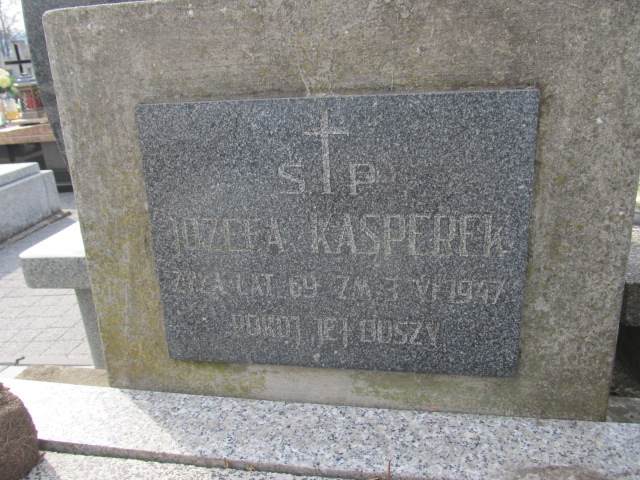 S P
JÓZEFA KASPEREK
ŻYŁA LAT 69 ZM. 3 VI 1947
POKÓJ JEJ DUSZY